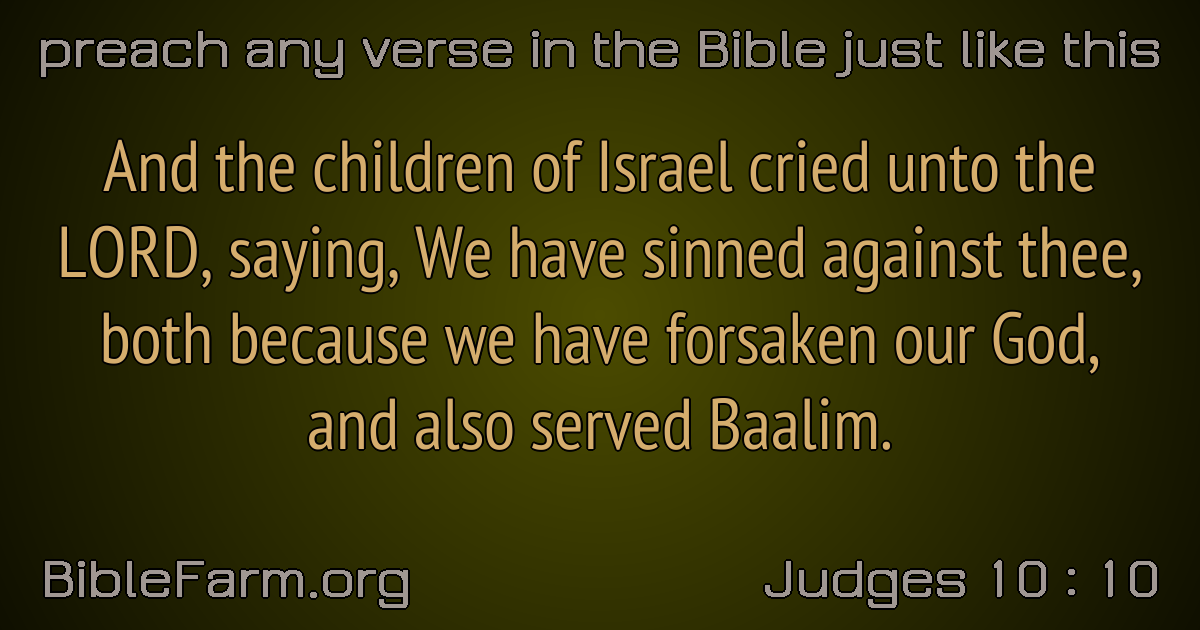 preach any verse in the Bible just like this
And the children of Israel cried unto the
LORD, saying, We have sinned against thee,
both because we have forsaken our God,
and also served Baalim.
BibleFarm.org
Judges 10 : 10